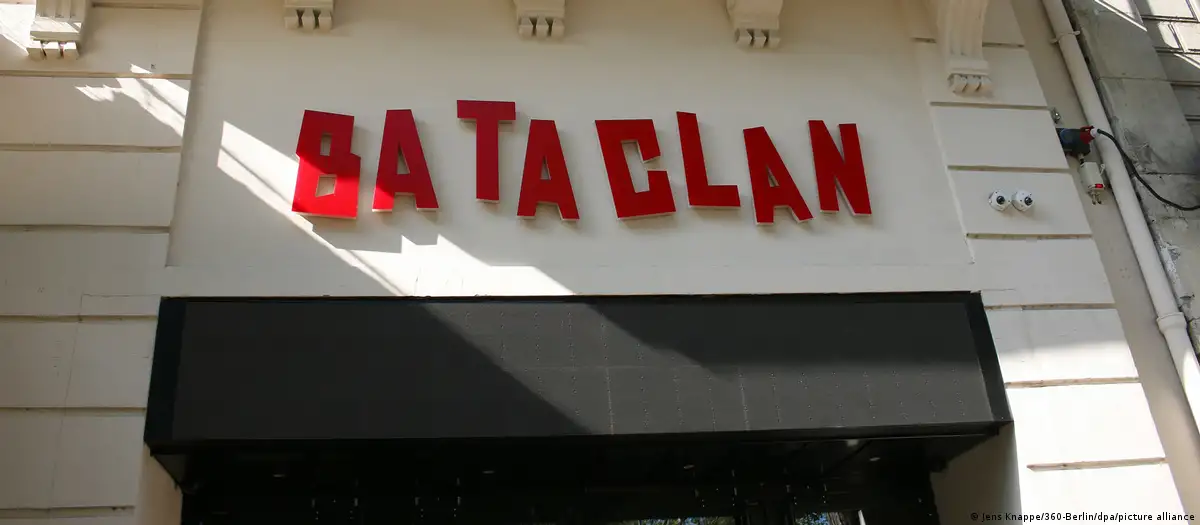 BATACLAN
© Jens Knappe/360-Berlin/dpa/picture alliance